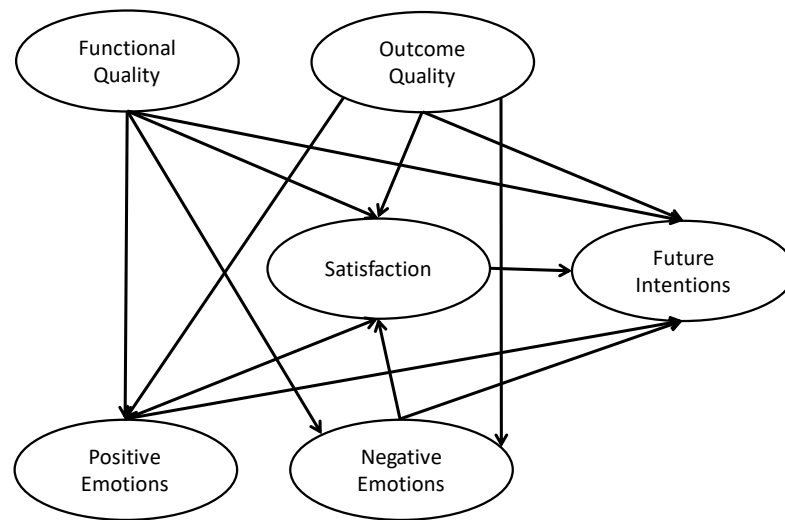 Functional
Quality
Outcome
Quality
Satisfaction
Future
Intentions
Positive
Emotions
Negative
Emotions